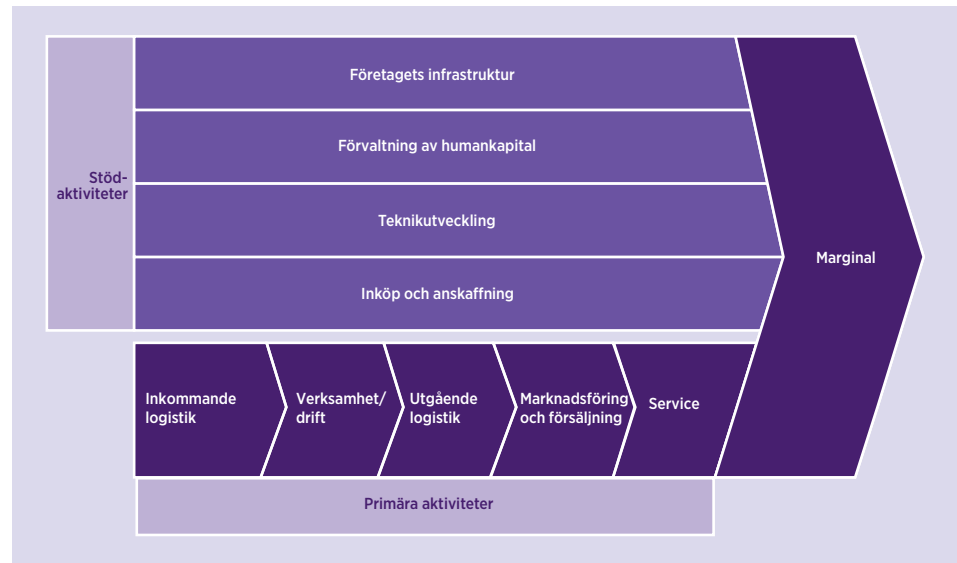 Företagets infrastruktur
Förvaltning av humankapital
Stöd-
aktiviteter
Teknikutveckling
Inköp och anskaffning
Marginal
Inkommande
logistik
Verksamhet/
drift
Utgående
logistik
Marknadsföring
och försäljning
Service
Primära aktiviteter